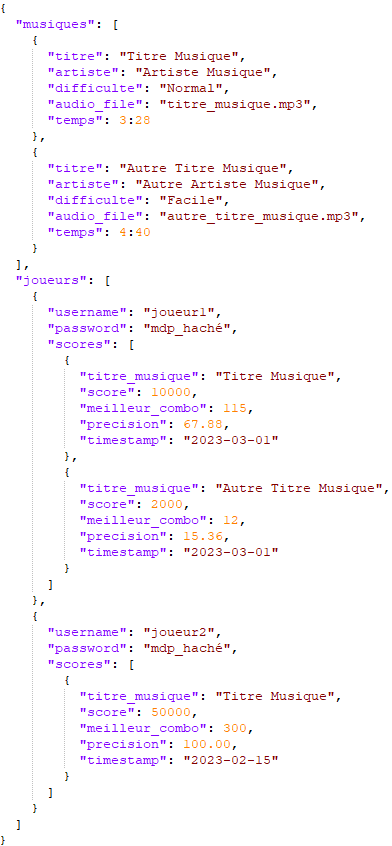 {
  "musiques": [
    {
      "titre": "Titre Musique",
      "artiste": "Artiste Musique",
      "difficulte": "Normal",
      "audio_file": "titre_musique.mp3",
      "temps": 3:28
    },
    {
      "titre": "Autre Titre Musique",
      "artiste": "Autre Artiste Musique",
      "difficulte": "Facile",
      "audio_file": "autre_titre_musique.mp3",
      "temps": 4:40
    }
  ],
  "joueurs": [
    {
      "username": "joueur1",
      "password": "mdp_haché",
      "scores": [
        {
          "titre_musique": "Titre Musique",
          "score": 10000,
          "meilleur_combo": 115,
          "precision": 67.88,
          "timestamp": "2023-03-01"
        },
        {
          "titre_musique": "Autre Titre Musique",
          "score": 2000,
          "meilleur_combo": 12,
          "precision": 15.36,
          "timestamp": "2023-03-01"
        }
      ]
    },
    {
      "username": "joueur2",
      "password": "mdp_haché",
      "scores": [
        {
          "titre_musique": "Titre Musique",
          "score": 50000,
          "meilleur_combo": 300,
          "precision": 100.00,
          "timestamp": "2023-02-15"
        }
      ]
    }
  ]
}